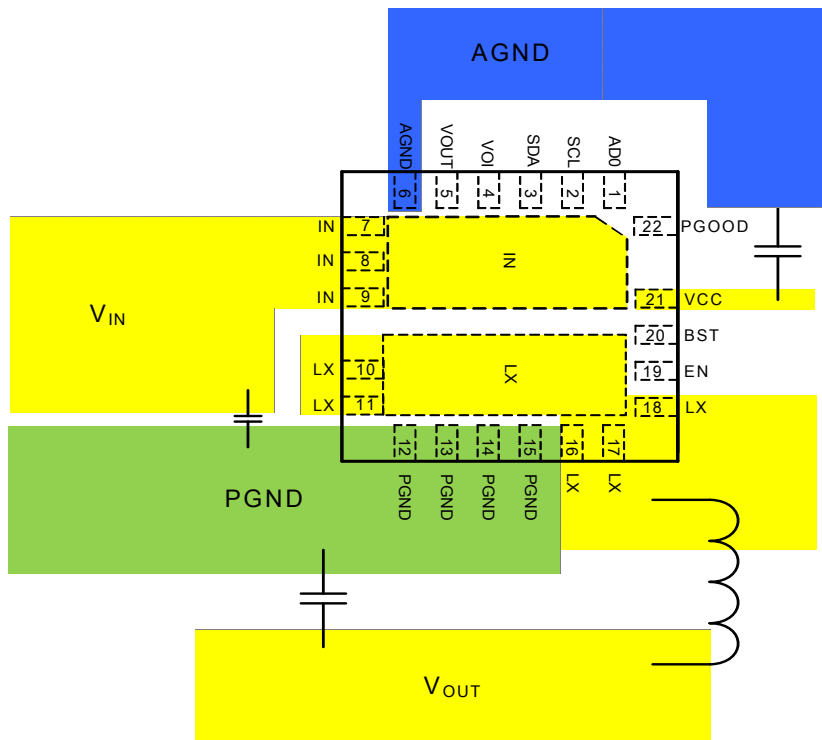 AGND
AGND
VOUT
VOI
SDA
SCL
AD0
6
5
4
3
2
1
IN 7
22 PGOOD
IN 8
IN
IN 9
21 VCC
VIN
20 BST
LX 10
LX
19 EN
LX 11
18 LX
12
13
14
15
16
17
PGND
PGND
PGND
PGND
LX
LX
PGND
VOUT